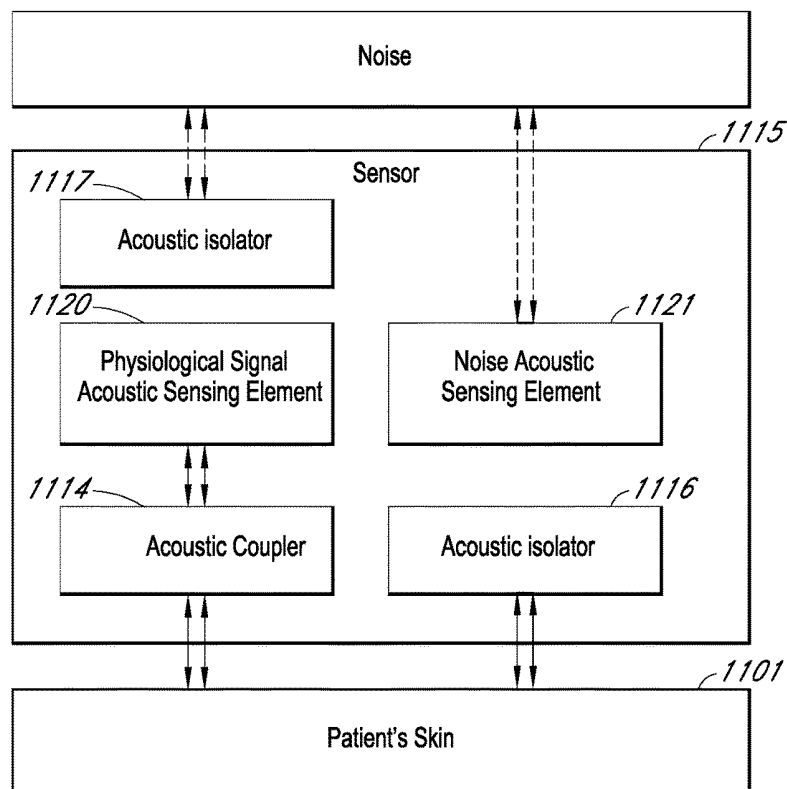 Noise
1115
Sensor
1117
Acoustic isolator
1120
1121
Physiological Signal
Acoustic Sensing Element
Noise Acoustic
Sensing Element
1114
1116
Acoustic Coupler
Acoustic isolator
1101
Patient's Skin